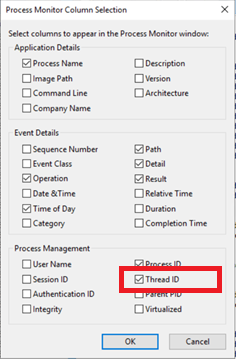 Process Monitor Column Selection
Select columns to appear in the Process Monitor window:
Application Details
Process Name
Description
Image Path
Version
Command Line
Architecture
Company Name
Event Details
Sequence Number
Path
Event Class
Detail
Operation
Result
Date &Time
Relative Time
Time of Day
Duration
Category
Completion Time
Process Management
User Name
Process ID
Session ID
Thread ID
Authentication ID
Parent PID
Integrity
Virtualized
OK
Cancel